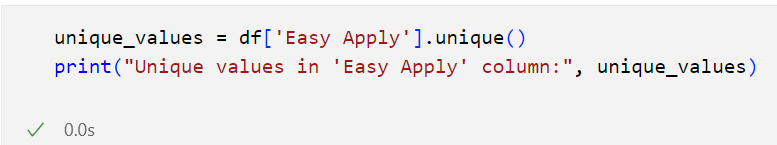 unique_values = df['Easy Apply'].unique()
print("Unique values in 'Easy Apply' column:", unique_values)
0.0s